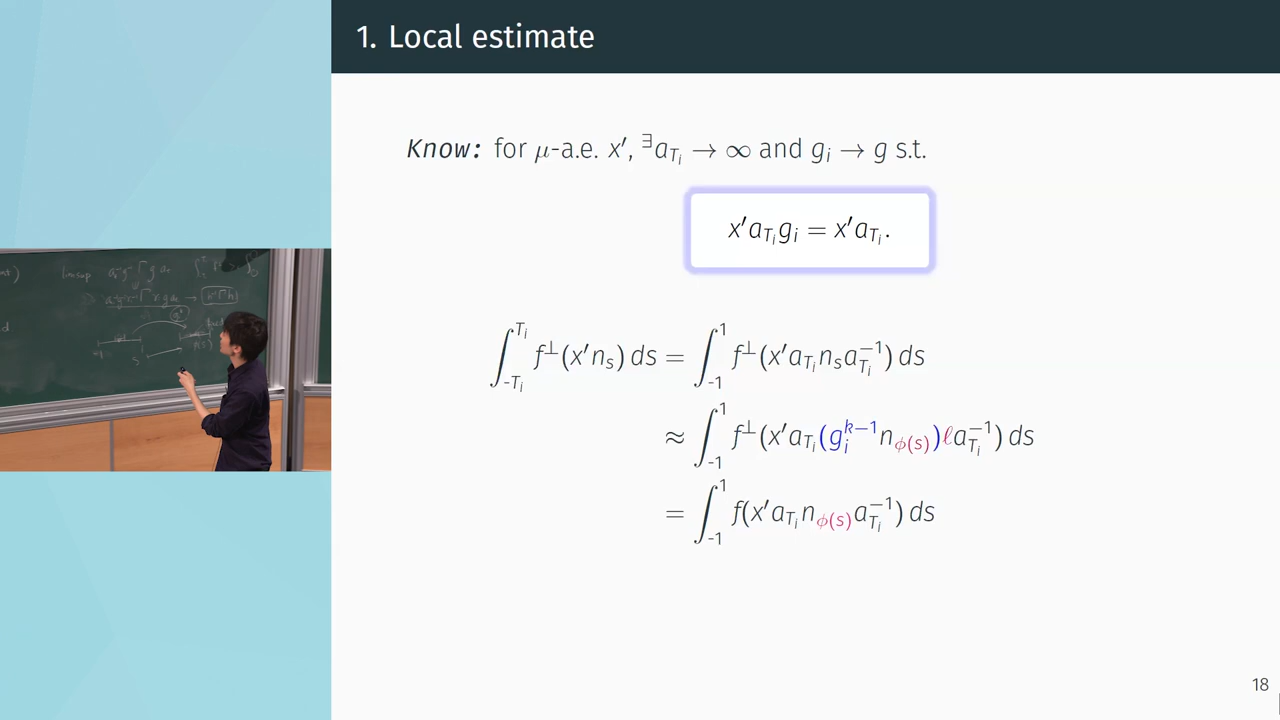 1. Local estimate
Know: for μ-a.e. x′, ∃a_{T_i} → ∞ and g_i → g s.t.
x′a_{T_i}g_i = x′a_{T_i}.
∫_{-T_i}^{T_i} f^⊥(x′n_s) ds = ∫_{-1}^{1} f^⊥(x′a_{T_i}n_s a_{T_i}^{-1}) ds
≈ ∫_{-1}^{1} f^⊥(x′a_{T_i}(g_i^{k-1}n_{ϕ(s)})ℓa_{T_i}^{-1}) ds
= ∫_{-1}^{1} f(x′a_{T_i}n_{ϕ(s)}a_{T_i}^{-1}) ds
18